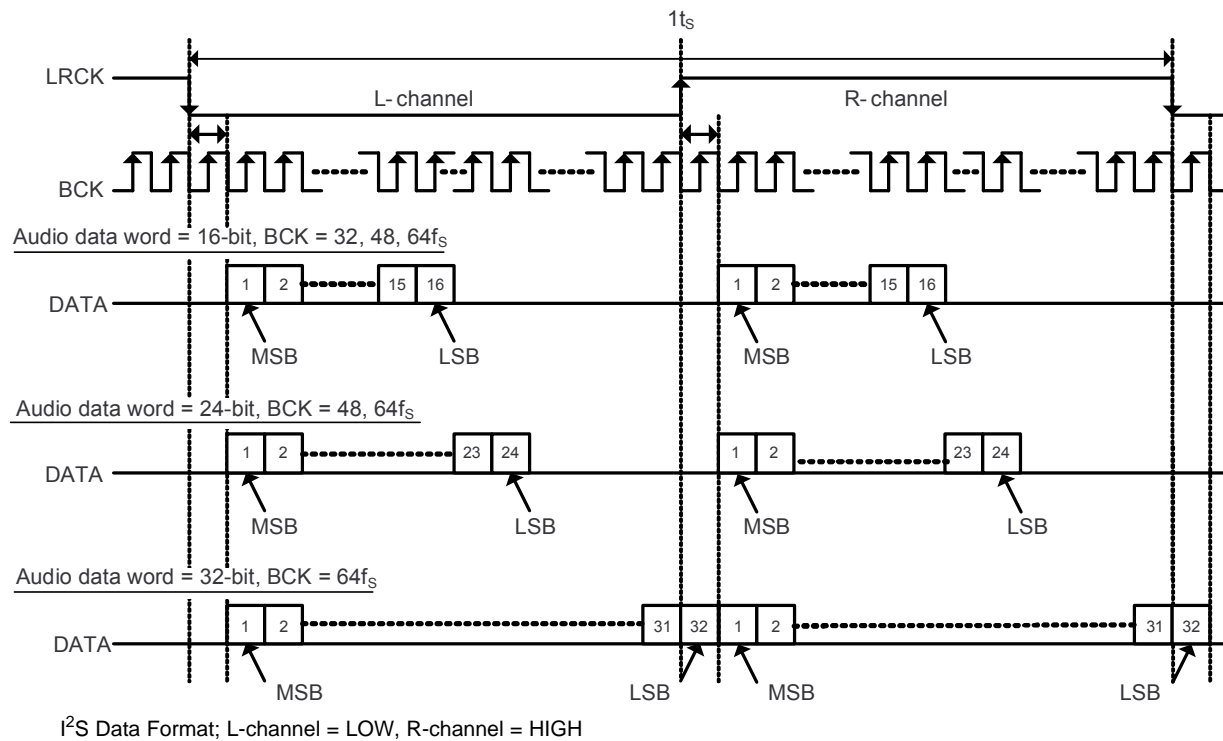 1tS
LRCK
L- channel
R- channel
BCK
Audio data word = 16-bit, BCK = 32, 48, 64fS
DATA
1 2 15 16 1 2 15 16
MSB LSB MSB LSB
Audio data word = 24-bit, BCK = 48, 64fS
DATA
1 2 23 24 1 2 23 24
MSB LSB MSB LSB
Audio data word = 32-bit, BCK = 64fS
DATA
1 2 31 32 1 2 31 32
MSB LSB MSB LSB
I²S Data Format; L-channel = LOW, R-channel = HIGH